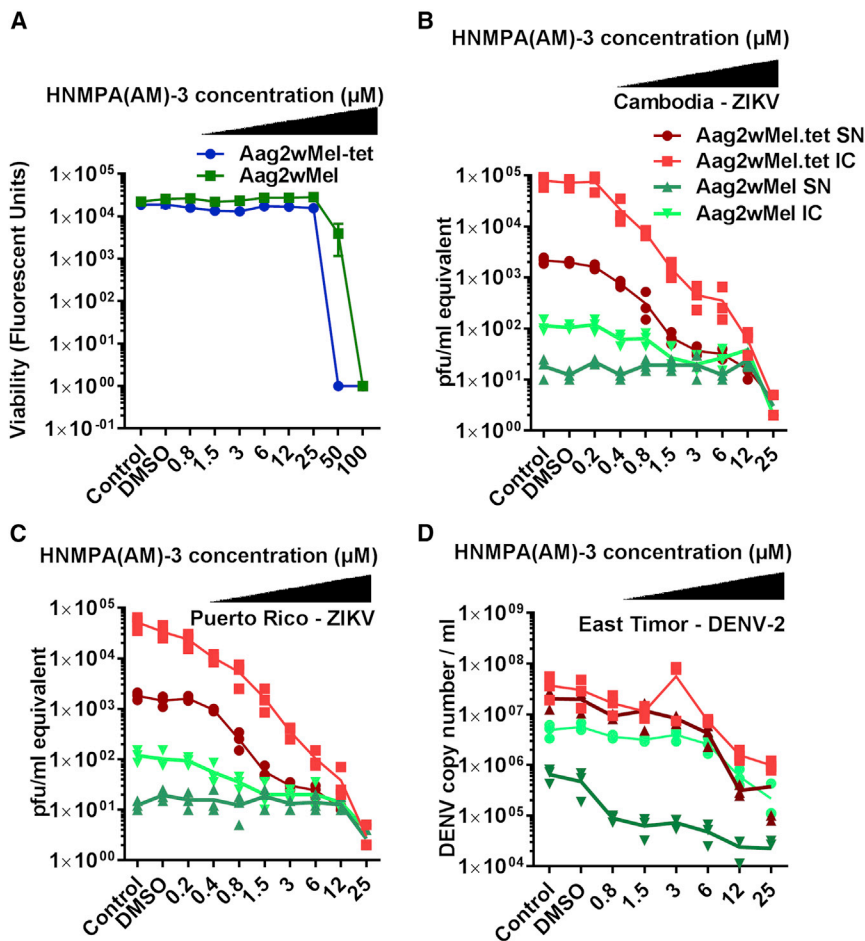 A
HNMPA(AM)-3 concentration (µM)
Aag2wMel-tet
Aag2wMel
Viability (Fluorescent Units)
1×10^05
1×10^04
1×10^03
1×10^02
1×10^01
1×10^00
1×10^-01
Control
DMSO
0.8
1.5
3
6
12
25
50
100
B
HNMPA(AM)-3 concentration (µM)
Cambodia - ZIKV
Aag2wMel.tet SN
Aag2wMel.tet IC
Aag2wMel SN
Aag2wMel IC
pfu/ml equivalent
1×10^05
1×10^04
1×10^03
1×10^02
1×10^01
1×10^00
Control
DMSO
0.2
0.4
0.8
1.5
3
6
12
25
C
HNMPA(AM)-3 concentration (µM)
Puerto Rico - ZIKV
pfu/ml equivalent
1×10^05
1×10^04
1×10^03
1×10^02
1×10^01
1×10^00
Control
DMSO
0.2
0.4
0.8
1.5
3
6
12
25
D
HNMPA(AM)-3 concentration (µM)
East Timor - DENV-2
DENV copy number / ml
1×10^09
1×10^08
1×10^07
1×10^06
1×10^05
1×10^04
Control
DMSO
0.8
1.5
3
6
12
25